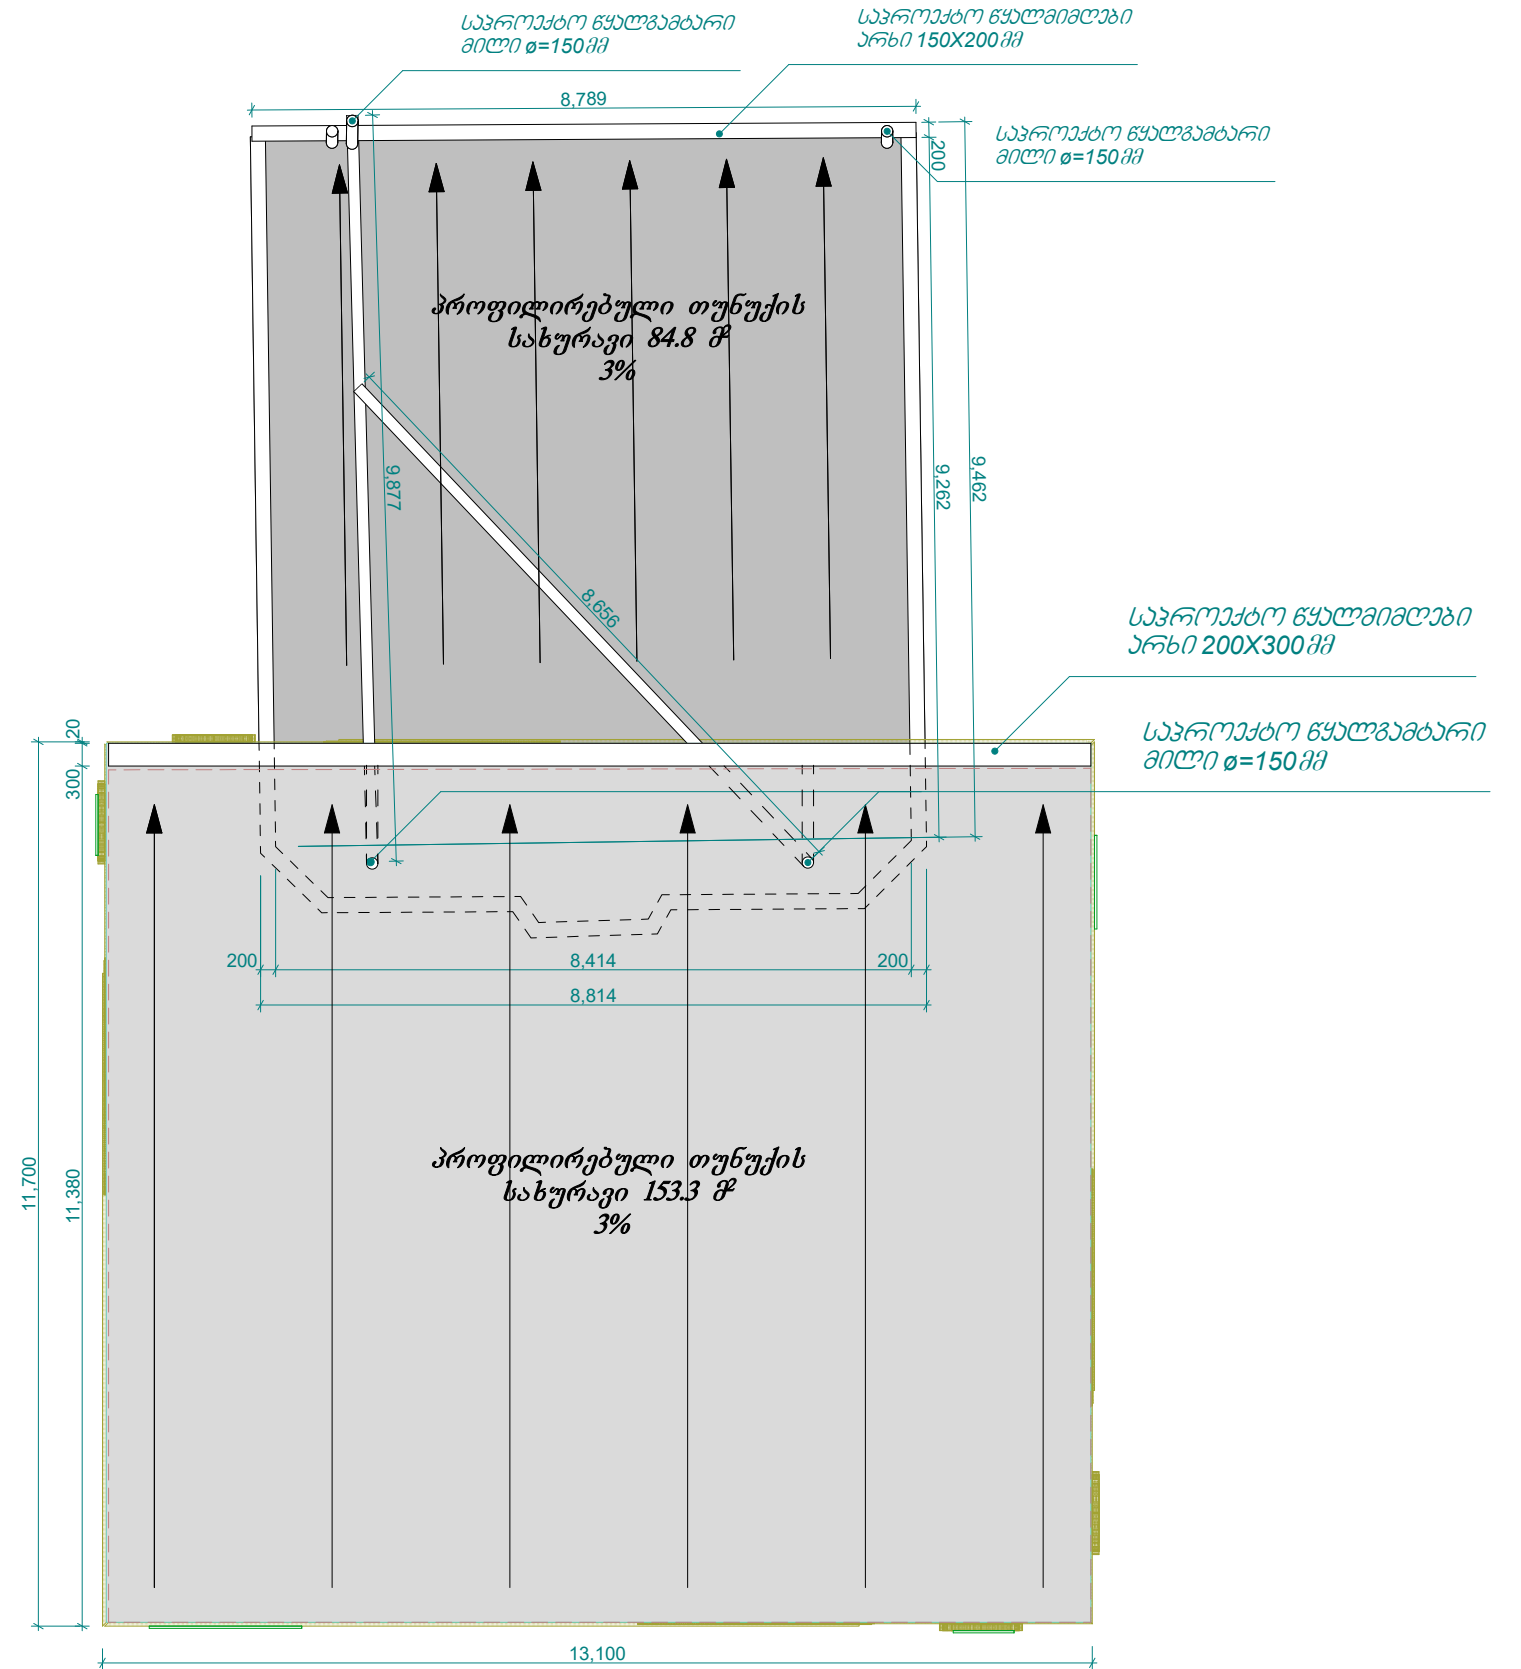 საპროექტო წყალგამტარი
მილი ø=150მმ
საპროექტო წყალმიმღები
არხი 150X200მმ
8,789
საპროექტო წყალგამტარი
მილი ø=150მმ
200
პროფილირებული თუნუქის
სახურავი 84.8 მ²
3%
9,877
9,262
9,462
8,656
საპროექტო წყალმიმღები
არხი 200X300მმ
საპროექტო წყალგამტარი
მილი ø=150მმ
20
300
200
8,414
200
8,814
11,700
11,380
პროფილირებული თუნუქის
სახურავი 153.3 მ²
3%
13,100